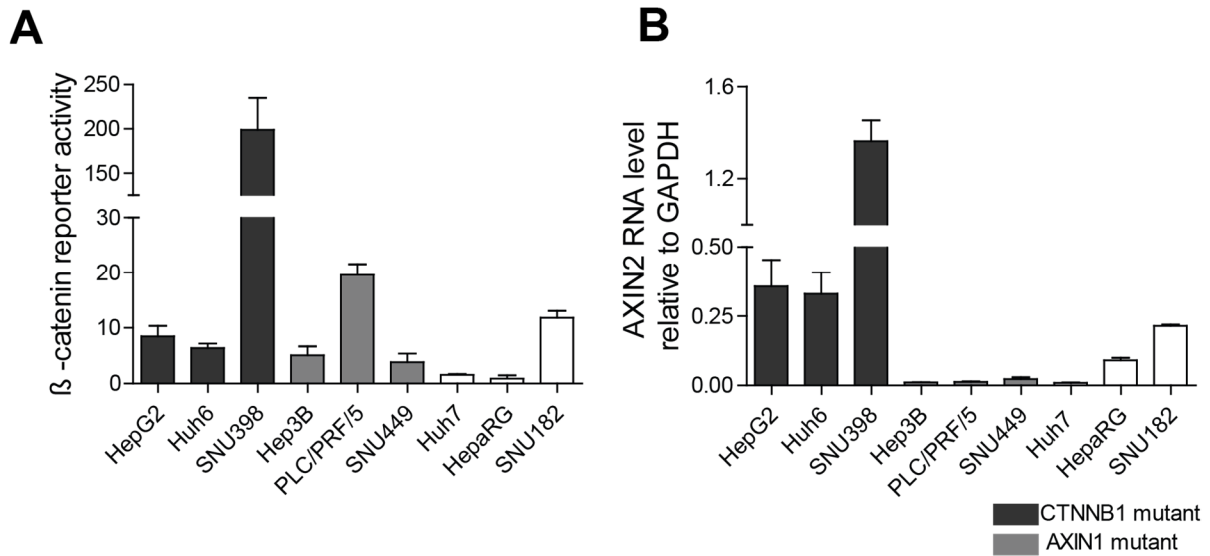 A
B
ß -catenin reporter activity
250
200
150
30
20
10
0
HepG2
Huh6
SNU398
Hep3B
PLC/PRF/5
SNU449
Huh7
HepaRG
SNU182
AXIN2 RNA level
relative to GAPDH
1.6
1.2
0.50
0.25
0.00
HepG2
Huh6
SNU398
Hep3B
PLC/PRF/5
SNU449
Huh7
HepaRG
SNU182
CTNNB1 mutant
AXIN1 mutant